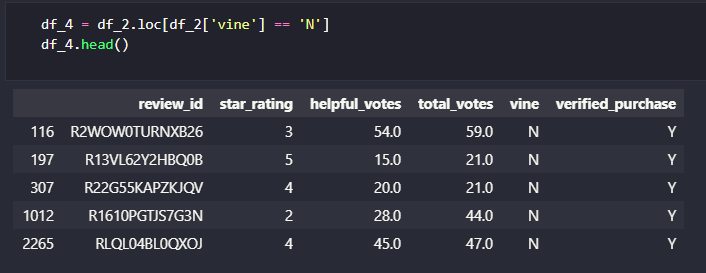 df_4 = df_2.loc[df_2['vine'] == 'N']
df_4.head()
review_id star_rating helpful_votes total_votes vine verified_purchase
116 R2WOW0TURNXB26 3 54.0 59.0 N Y
197 R13VL62Y2HBQ0B 5 15.0 21.0 N Y
307 R22G55KAPZKJQV 4 20.0 21.0 N Y
1012 R1610PGTJS7G3N 2 28.0 44.0 N Y
2265 RLQL04BL0QXOJ 4 45.0 47.0 N Y